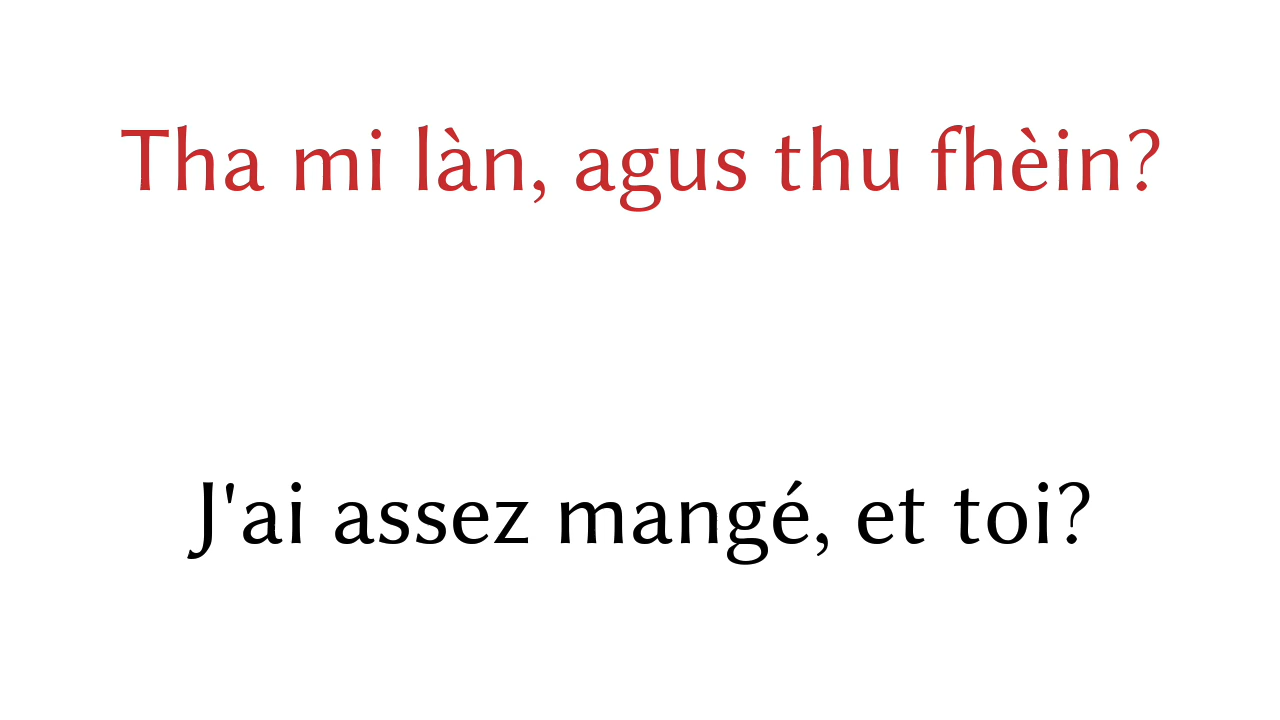 Tha mi làn, agus thu fhèin?
J'ai assez mangé, et toi?